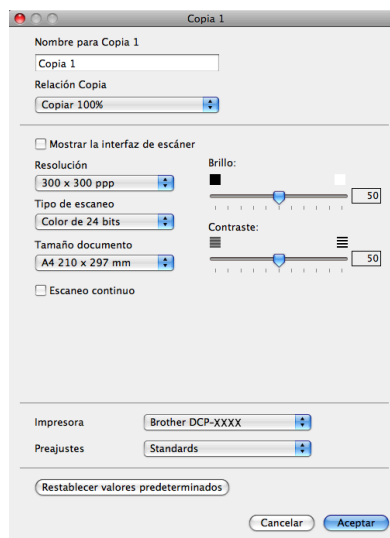 Copia 1
Nombre para Copia 1
Copia 1
Relación Copia
Copiar 100%
Mostrar la interfaz de escáner
Resolución
300 x 300 ppp
Tipo de escaneo
Color de 24 bits
Tamaño documento
A4 210 x 297 mm
Escaneo continuo
Brillo:
50
Contraste:
50
Impresora
Brother DCP-XXXX
Preajustes
Standards
Restablecer valores predeterminados
Cancelar
Aceptar